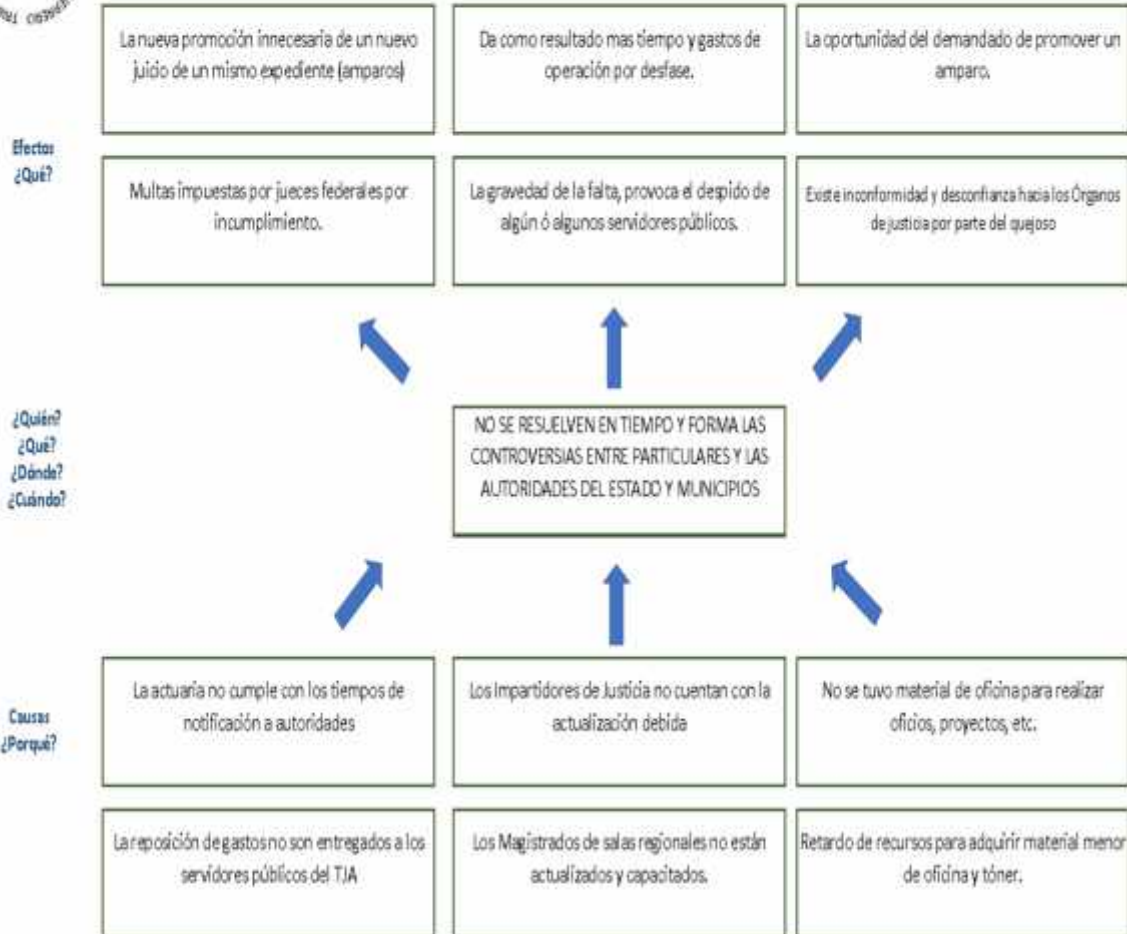 La nueva promoción innecesaria de un nuevo
juicio de un mismo expediente (amparos)
Da como resultado mas tiempo y gastos de
operación por desfase.
La oportunidad del demandado de promover un
amparo.
Efectos
¿Qué?
Multas impuestas por jueces federales por
incumplimiento.
La gravedad de la falta, provoca el despido de
algún ó algunos servidores públicos.
Existe inconformidad y desconfianza hacia los Órganos
de justicia por parte del quejoso
¿Quién?
¿Qué?
¿Dónde?
¿Cuándo?
NO SE RESUELVEN EN TIEMPO Y FORMA LAS
CONTROVERSIAS ENTRE PARTICULARES Y LAS
AUTORIDADES DEL ESTADO Y MUNICIPIOS
Causas
¿Porqué?
La actuaria no cumple con los tiempos de
notificación a autoridades
Los Impartidores de Justicia no cuentan con la
actualización debida
No se tuvo material de oficina para realizar
oficios, proyectos, etc.
La reposición de gastos no son entregados a los
servidores públicos del TJA
Los Magistrados de salas regionales no están
actualizados y capacitados.
Retardo de recursos para adquirir material menor
de oficina y tóner.